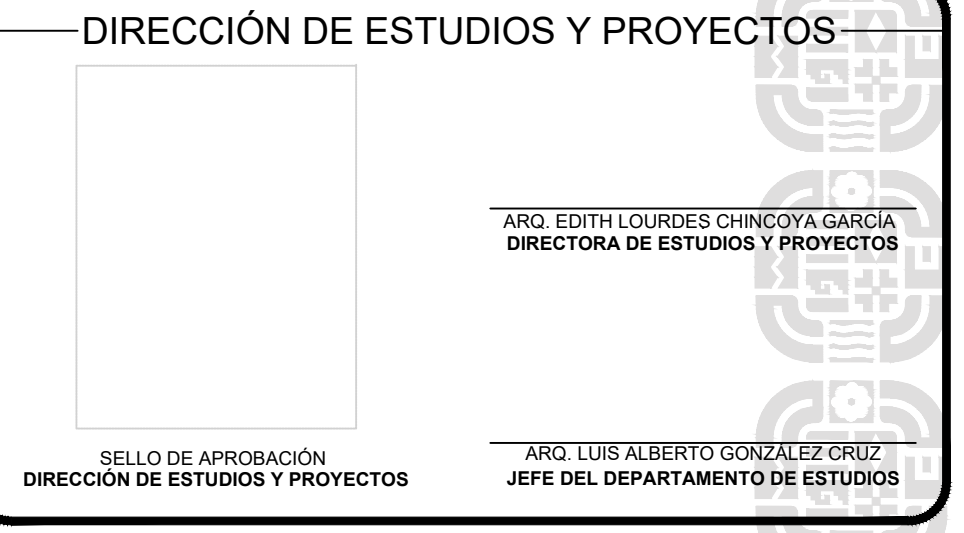 DIRECCIÓN DE ESTUDIOS Y PROYECTOS
ARQ. EDITH LOURDES CHINCOYA GARCÍA
DIRECTORA DE ESTUDIOS Y PROYECTOS
SELLO DE APROBACIÓN
DIRECCIÓN DE ESTUDIOS Y PROYECTOS
ARQ. LUIS ALBERTO GONZÁLEZ CRUZ
JEFE DEL DEPARTAMENTO DE ESTUDIOS